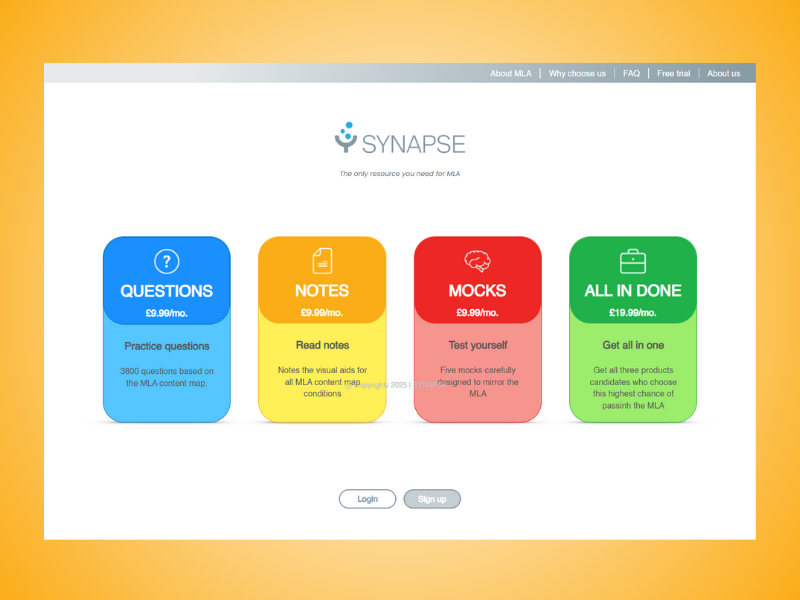 About MLA | Why choose us | FAQ | Free trial | About us
SYNAPSE
The only resource you need for MLA
?
QUESTIONS
£9.99/mo.
Practice questions
3800 questions based on
the MLA content map.
NOTES
£9.99/mo.
Read notes
Notes the visual aids for
all MLA content map
conditions
MOCKS
£9.99/mo.
Test yourself
Five mocks carefully
designed to mirror the
MLA
ALL IN DONE
£19.99/mo.
Get all in one
Get all three products
candidates who choose
this highest chance of
passinh the MLA
Copyrights 2025 | SYNAPSE
Login
Sign up